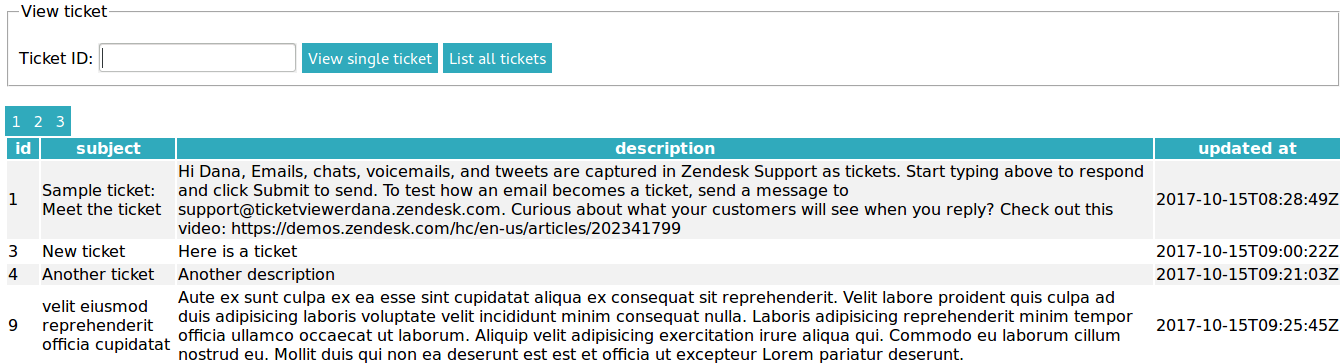 View ticket
Ticket ID: View single ticket List all tickets
1 2 3
id subject description updated at
1 Sample ticket: Meet the ticket Hi Dana, Emails, chats, voicemails, and tweets are captured in Zendesk Support as tickets. Start typing above to respond
and click Submit to send. To test how an email becomes a ticket, send a message to
support@ticketviewerdana.zendesk.com. Curious about what your customers will see when you reply? Check out this
video: https://demos.zendesk.com/hc/en-us/articles/202341799 2017-10-15T08:28:49Z
3 New ticket Here is a ticket 2017-10-15T09:00:22Z
4 Another ticket Another description 2017-10-15T09:21:03Z
9 velit eiusmod reprehenderit officia cupidatat Aute ex sunt culpa ex ea esse sint cupidatat aliqua ex consequat sit reprehenderit. Velit labore proident quis culpa ad
duis adipisicing laboris voluptate velit incididunt minim consequat nulla. Laboris adipisicing reprehenderit minim tempor
officia ullamco occaecat ut laborum. Aliquip velit adipisicing exercitation irure aliqua qui. Commodo eu laborum cillum
nostrud eu. Mollit duis qui non ea deserunt est est et officia ut excepteur Lorem pariatur deserunt. 2017-10-15T09:25:45Z